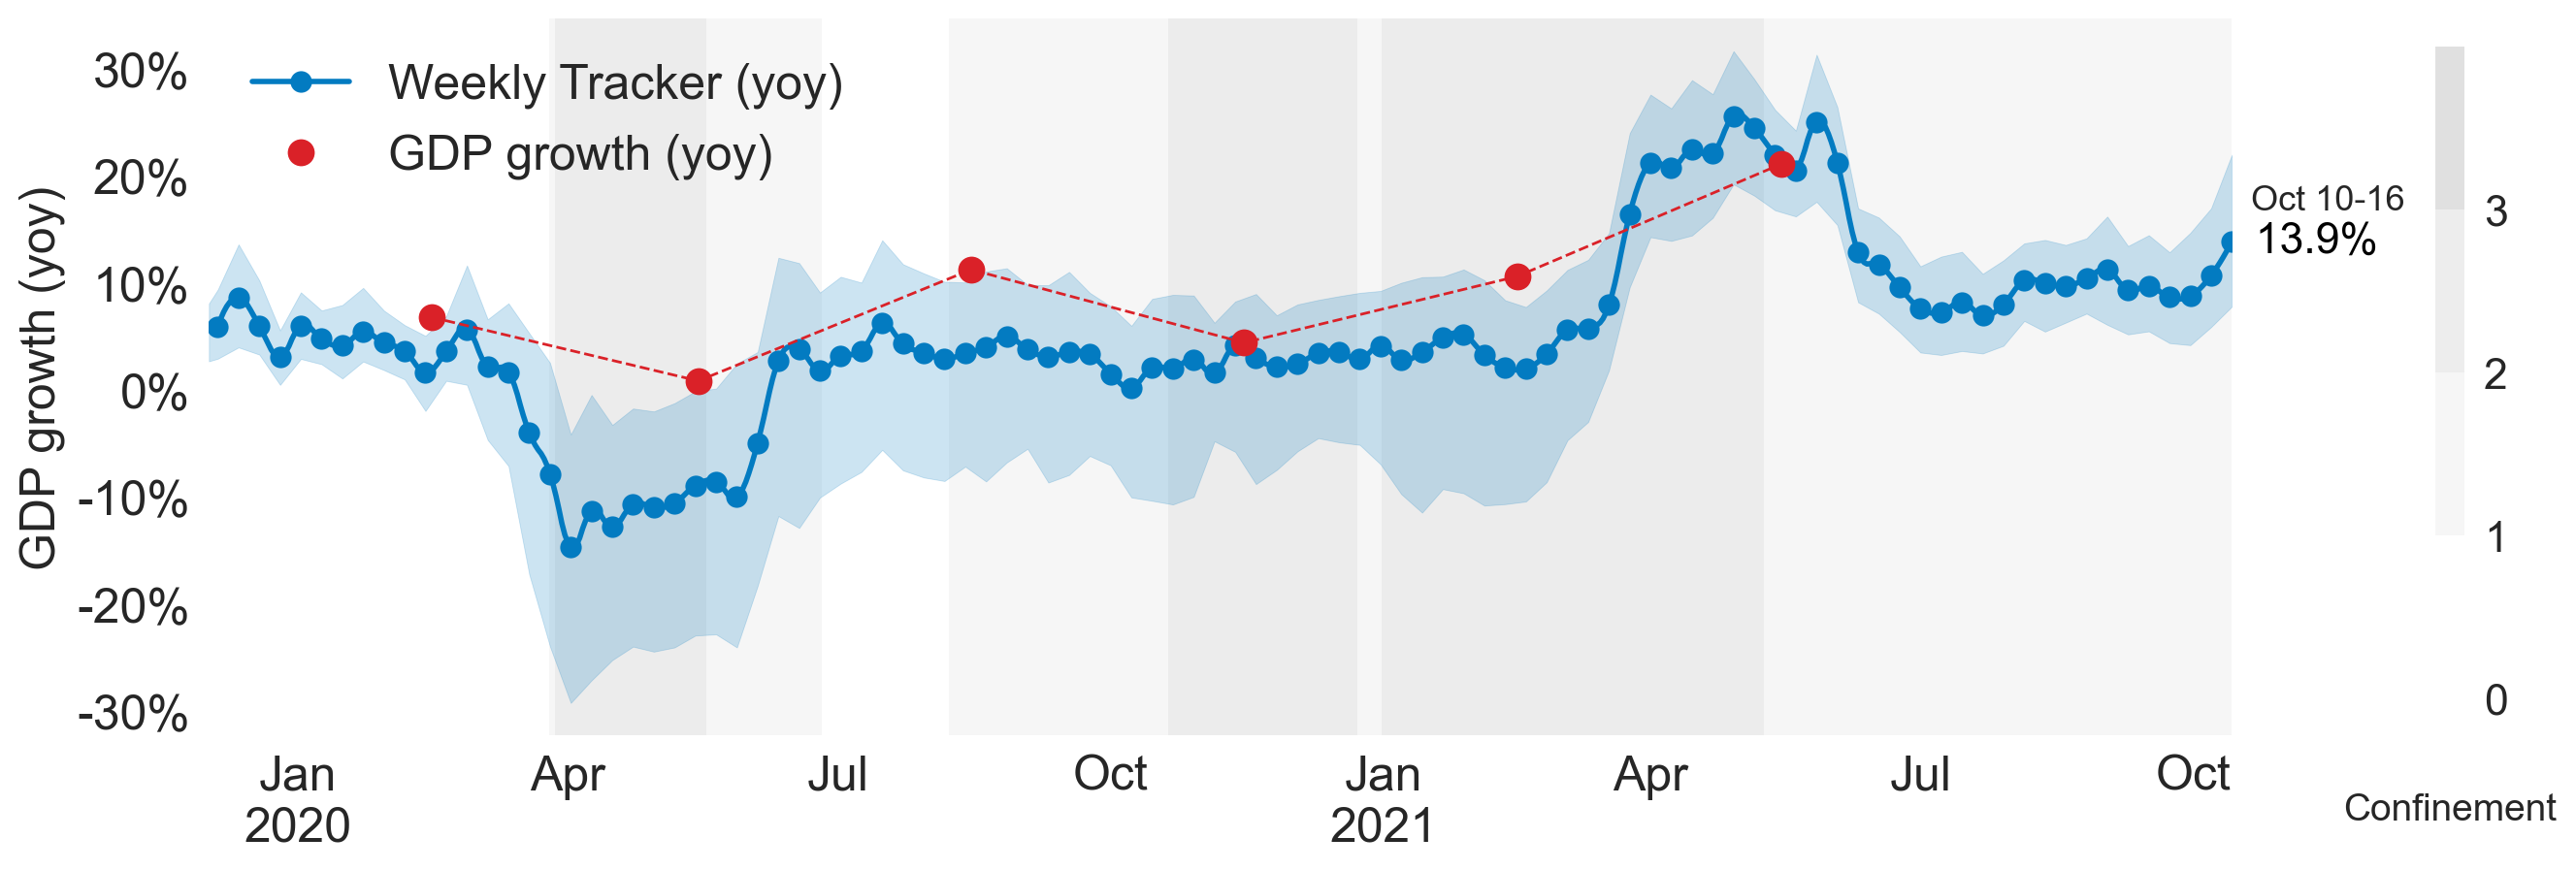 Weekly Tracker (yoy)
GDP growth (yoy)
GDP growth (yoy)
30%
20%
10%
0%
-10%
-20%
-30%
Jan
2020
Apr
Jul
Oct
Jan
2021
Apr
Jul
Oct
Oct 10-16
13.9%
3
2
1
0
Confinement